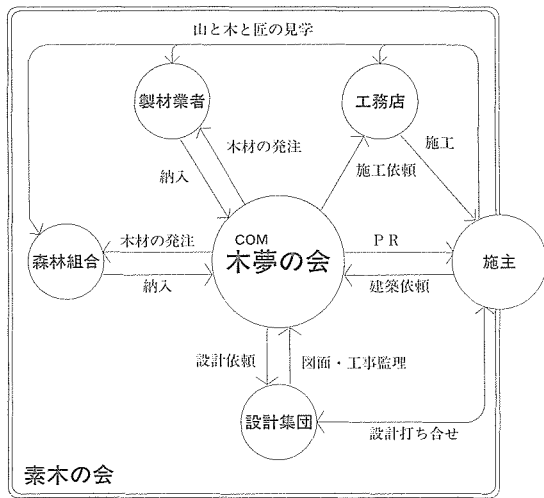 山と木と匠の見学
製材業者
工務店
木材の発注
施工
納入
施工依頼
木材の発注
COM
木夢の会
PR
森林組合
施主
納入
建築依頼
設計依頼
図面・工事監理
設計集団
設計打ち合せ
素木の会